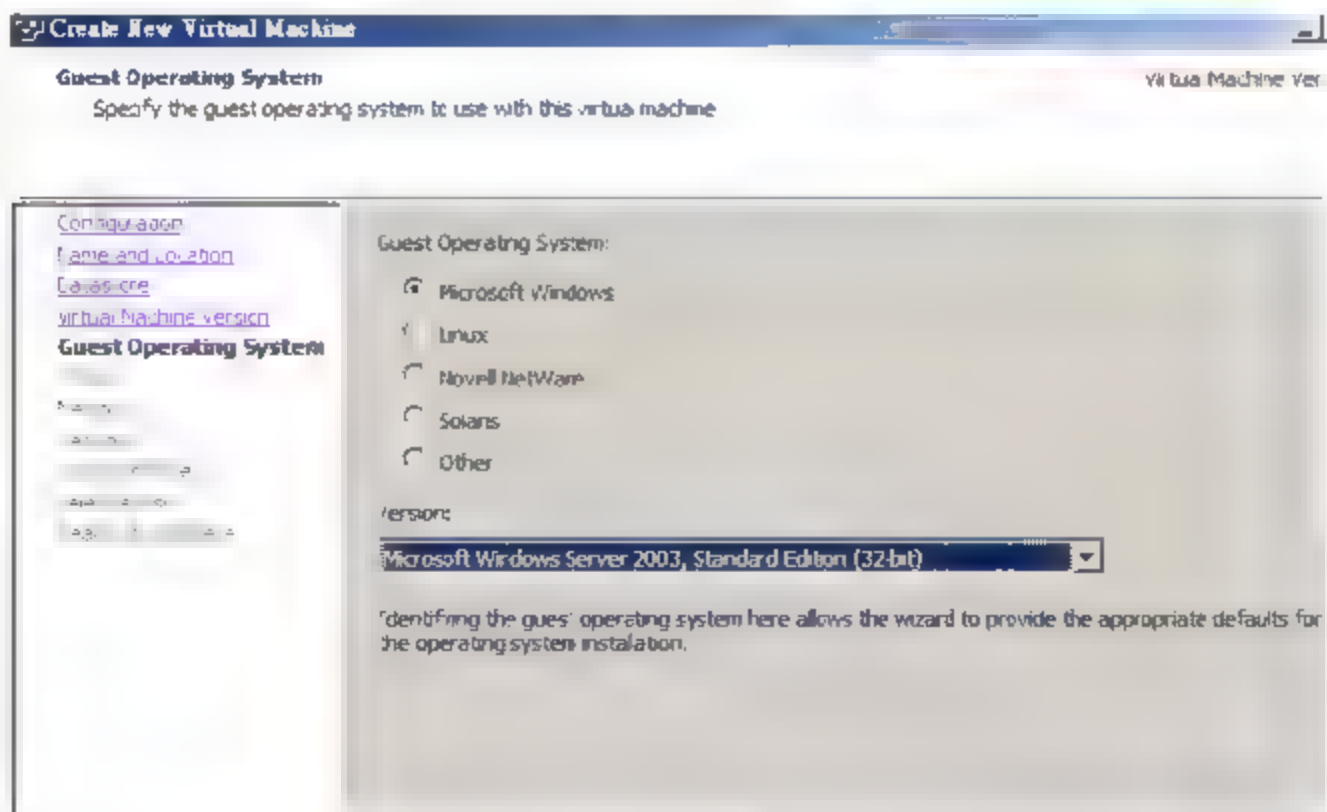 Create New Virtual Machine
Guest Operating System
Virtual Machine Ver
Specify the guest operating system to use with this virtua machine
Configuration
Name and Location
Datastore
Virtual Machine Version
Guest Operating System
Guest Operating System:
Microsoft Windows
Linux
Novell NetWare
Solaris
Other
Version:
Microsoft Windows Server 2003, Standard Edition (32-bit)
Identifying the guest operating system here allows the wizard to provide the appropriate defaults for
the operating system installation.